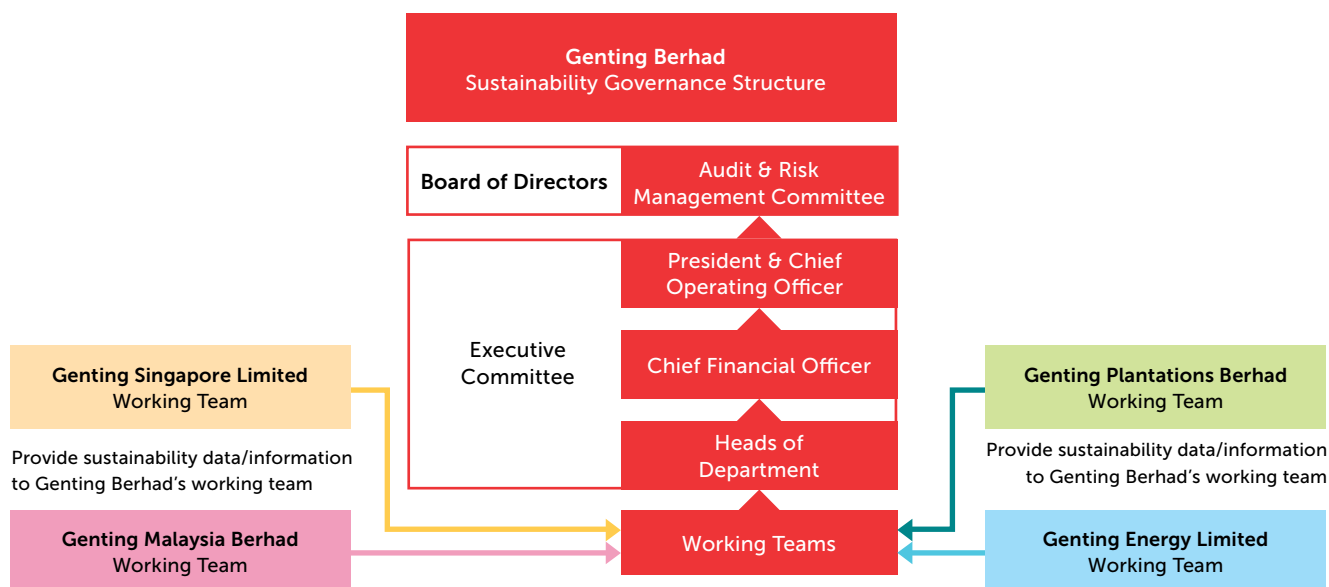 Genting Berhad
Sustainability Governance Structure
Board of Directors
Audit & Risk
Management Committee
Executive
Committee
President & Chief
Operating Officer
Chief Financial Officer
Heads of
Department
Working Teams
Genting Singapore Limited
Working Team
Provide sustainability data/information
to Genting Berhad’s working team
Genting Malaysia Berhad
Working Team
Genting Plantations Berhad
Working Team
Provide sustainability data/information
to Genting Berhad’s working team
Genting Energy Limited
Working Team